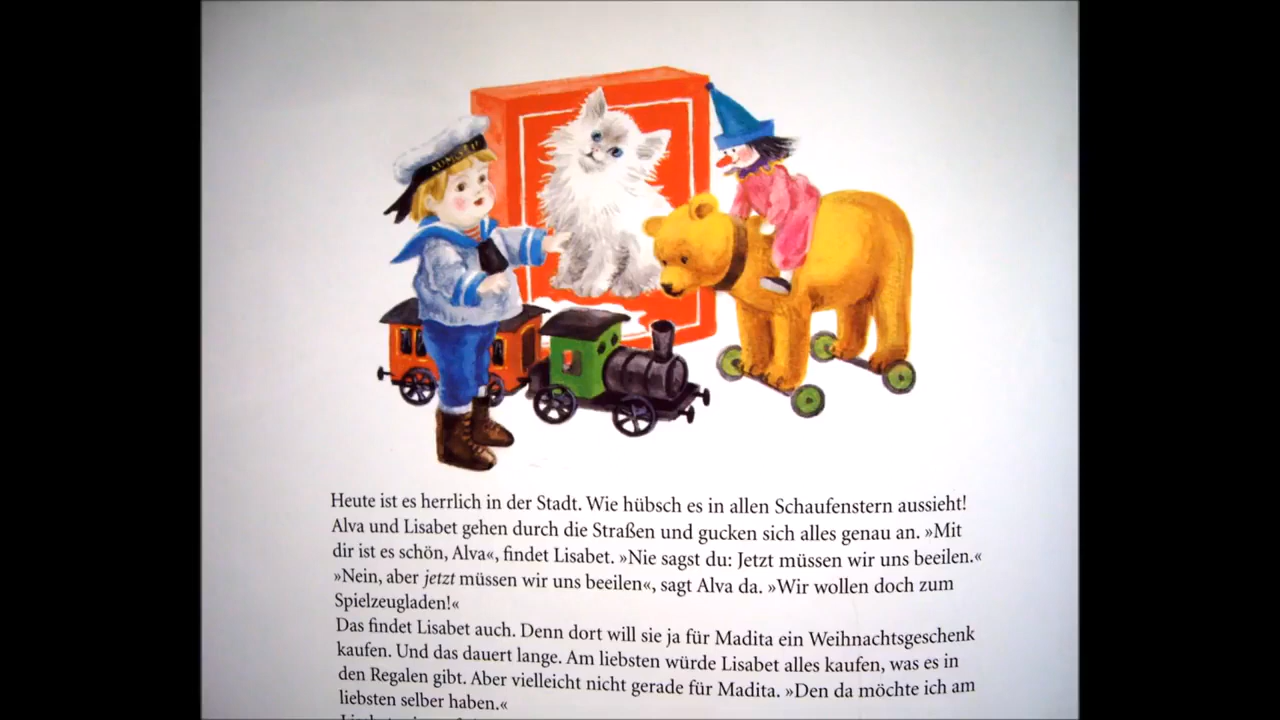 Heute ist es herrlich in der Stadt. Wie hübsch es in allen Schaufenstern aussieht!
Alva und Lisabet gehen durch die Straßen und gucken sich alles genau an. »Mit
dir ist es schön, Alva«, findet Lisabet. »Nie sagst du: Jetzt müssen wir uns beeilen.«
»Nein, aber jetzt müssen wir uns beeilen«, sagt Alva da. »Wir wollen doch zum
Spielzeugladen!«
Das findet Lisabet auch. Denn dort will sie ja für Madita ein Weihnachtsgeschenk
kaufen. Und das dauert lange. Am liebsten würde Lisabet alles kaufen, was es in
den Regalen gibt. Aber vielleicht nicht gerade für Madita. »Den da möchte ich am
liebsten selber haben.«